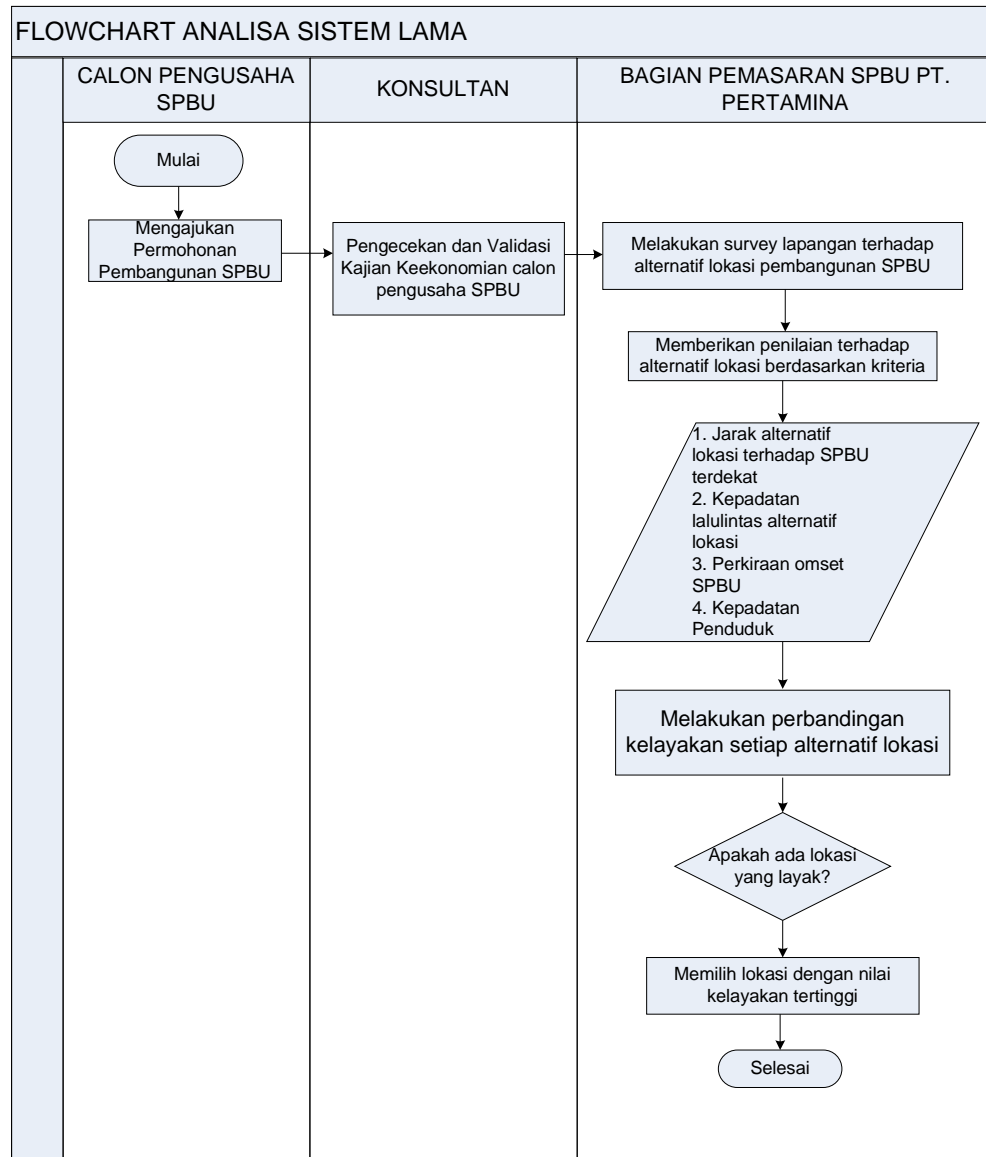 FLOWCHART ANALISA SISTEM LAMA
CALON PENGUSAHA
SPBU
KONSULTAN
BAGIAN PEMASARAN SPBU PT.
PERTAMINA
Mulai
Mengajukan
Permohonan
Pembangunan SPBU
Pengecekan dan Validasi
Kajian Keekonomian calon
pengusaha SPBU
Melakukan survey lapangan terhadap
alternatif lokasi pembangunan SPBU
Memberikan penilaian terhadap
alternatif lokasi berdasarkan kriteria
1. Jarak alternatif
lokasi terhadap SPBU
terdekat
2. Kepadatan
lalulintas alternatif
lokasi
3. Perkiraan omset
SPBU
4. Kepadatan
Penduduk
Melakukan perbandingan
kelayakan setiap alternatif lokasi
Apakah ada lokasi
yang layak?
Memilih lokasi dengan nilai
kelayakan tertinggi
Selesai